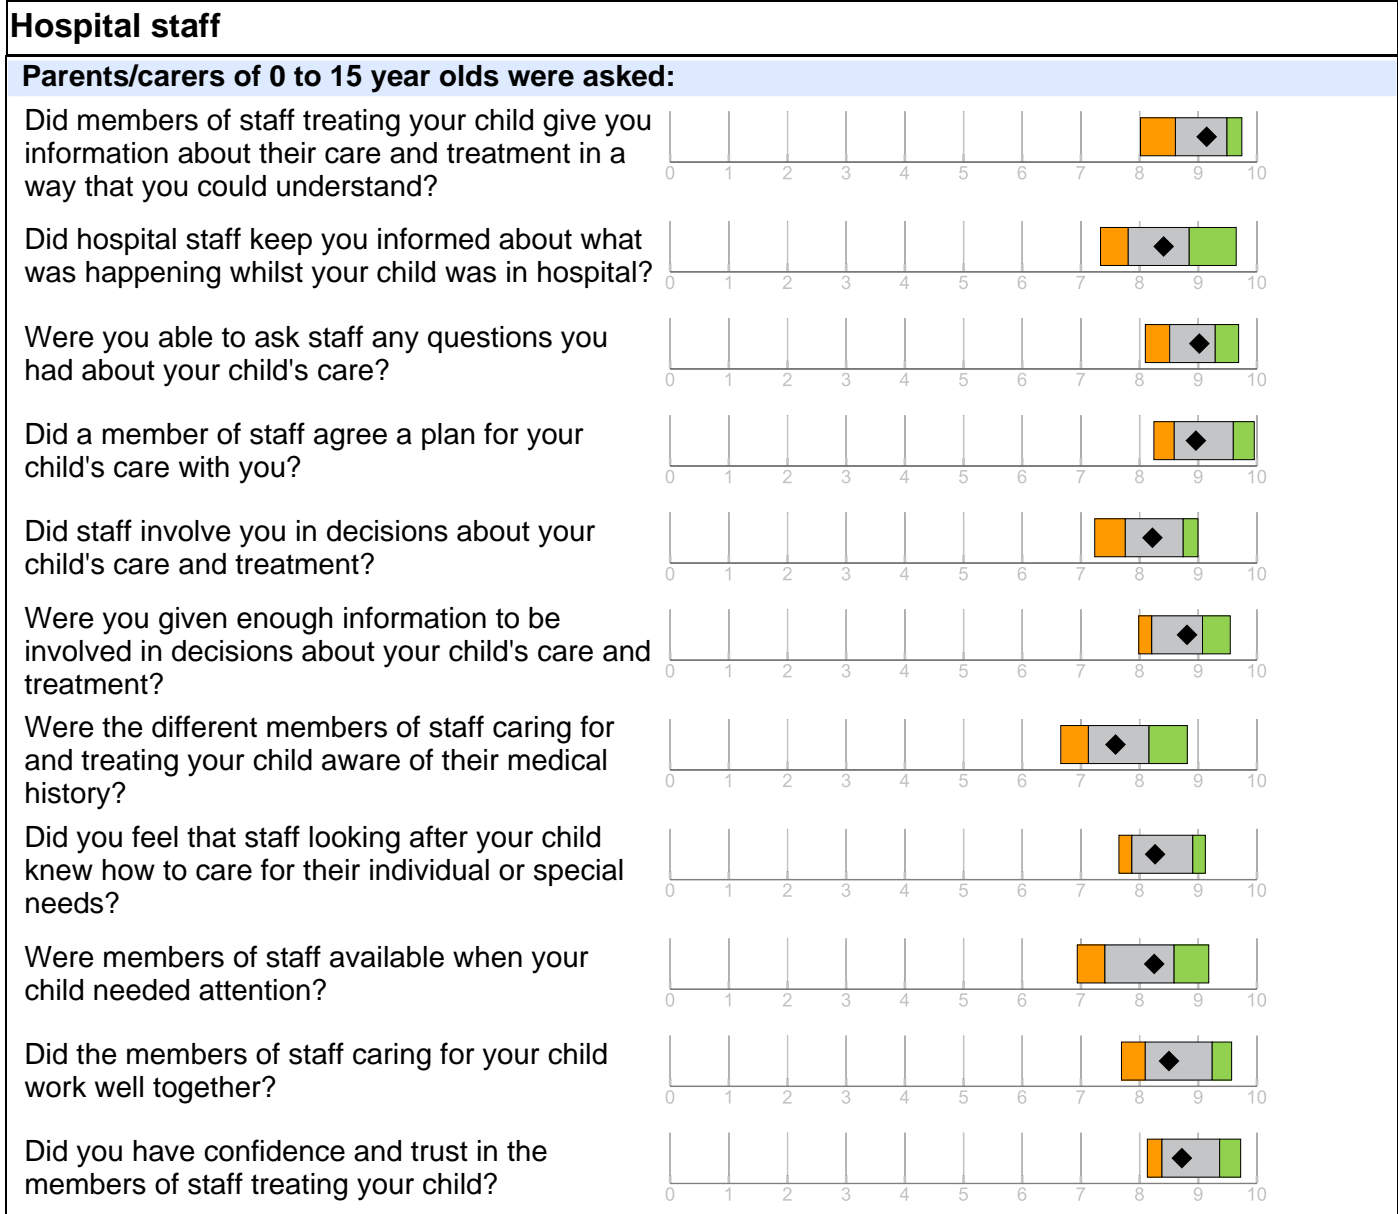 Hospital staff
Parents/carers of 0 to 15 year olds were asked:
Did members of staff treating your child give you
information about their care and treatment in a
way that you could understand?
0 1 2 3 4 5 6 7 8 9 10
Did hospital staff keep you informed about what
was happening whilst your child was in hospital?
0 1 2 3 4 5 6 7 8 9 10
Were you able to ask staff any questions you
had about your child's care?
0 1 2 3 4 5 6 7 8 9 10
Did a member of staff agree a plan for your
child's care with you?
0 1 2 3 4 5 6 7 8 9 10
Did staff involve you in decisions about your
child's care and treatment?
0 1 2 3 4 5 6 7 8 9 10
Were you given enough information to be
involved in decisions about your child's care and
treatment?
0 1 2 3 4 5 6 7 8 9 10
Were the different members of staff caring for
and treating your child aware of their medical
history?
0 1 2 3 4 5 6 7 8 9 10
Did you feel that staff looking after your child
knew how to care for their individual or special
needs?
0 1 2 3 4 5 6 7 8 9 10
Were members of staff available when your
child needed attention?
0 1 2 3 4 5 6 7 8 9 10
Did the members of staff caring for your child
work well together?
0 1 2 3 4 5 6 7 8 9 10
Did you have confidence and trust in the
members of staff treating your child?
0 1 2 3 4 5 6 7 8 9 10